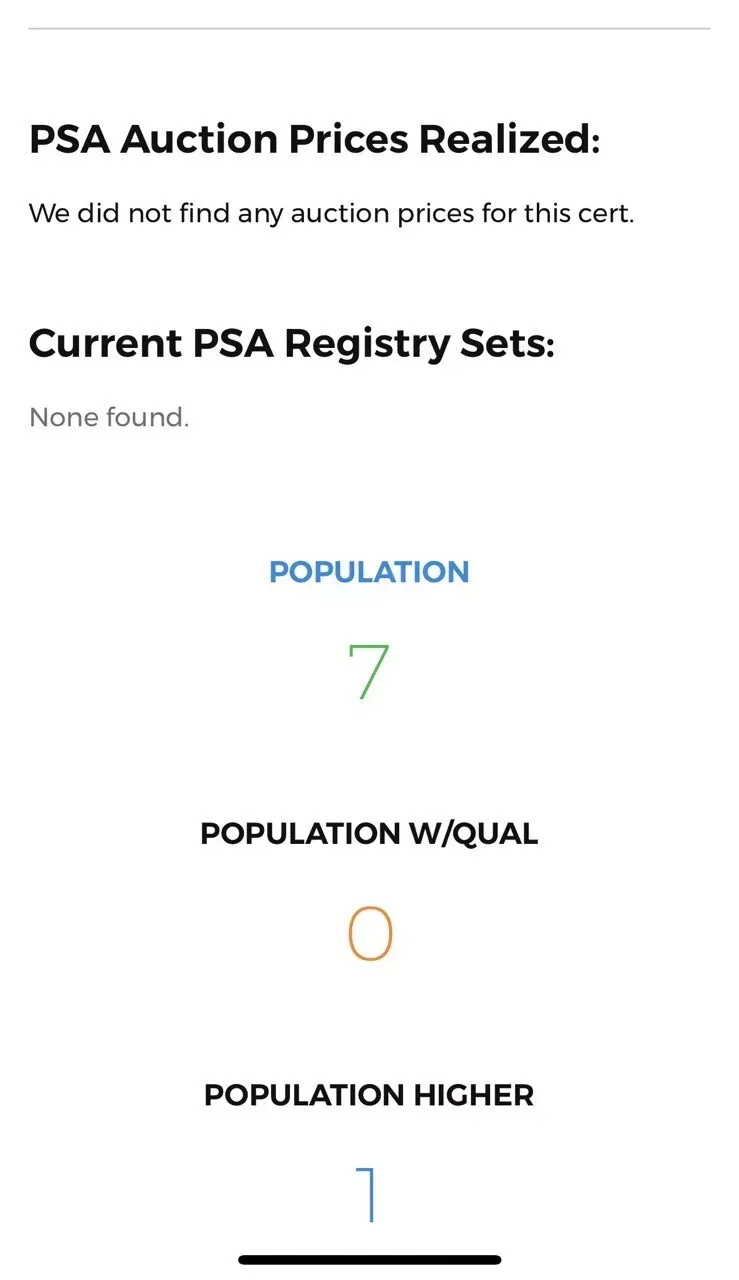 PSA Auction Prices Realized:
We did not find any auction prices for this cert.
Current PSA Registry Sets:
None found.
POPULATION
7
POPULATION W/QUAL
0
POPULATION HIGHER
1